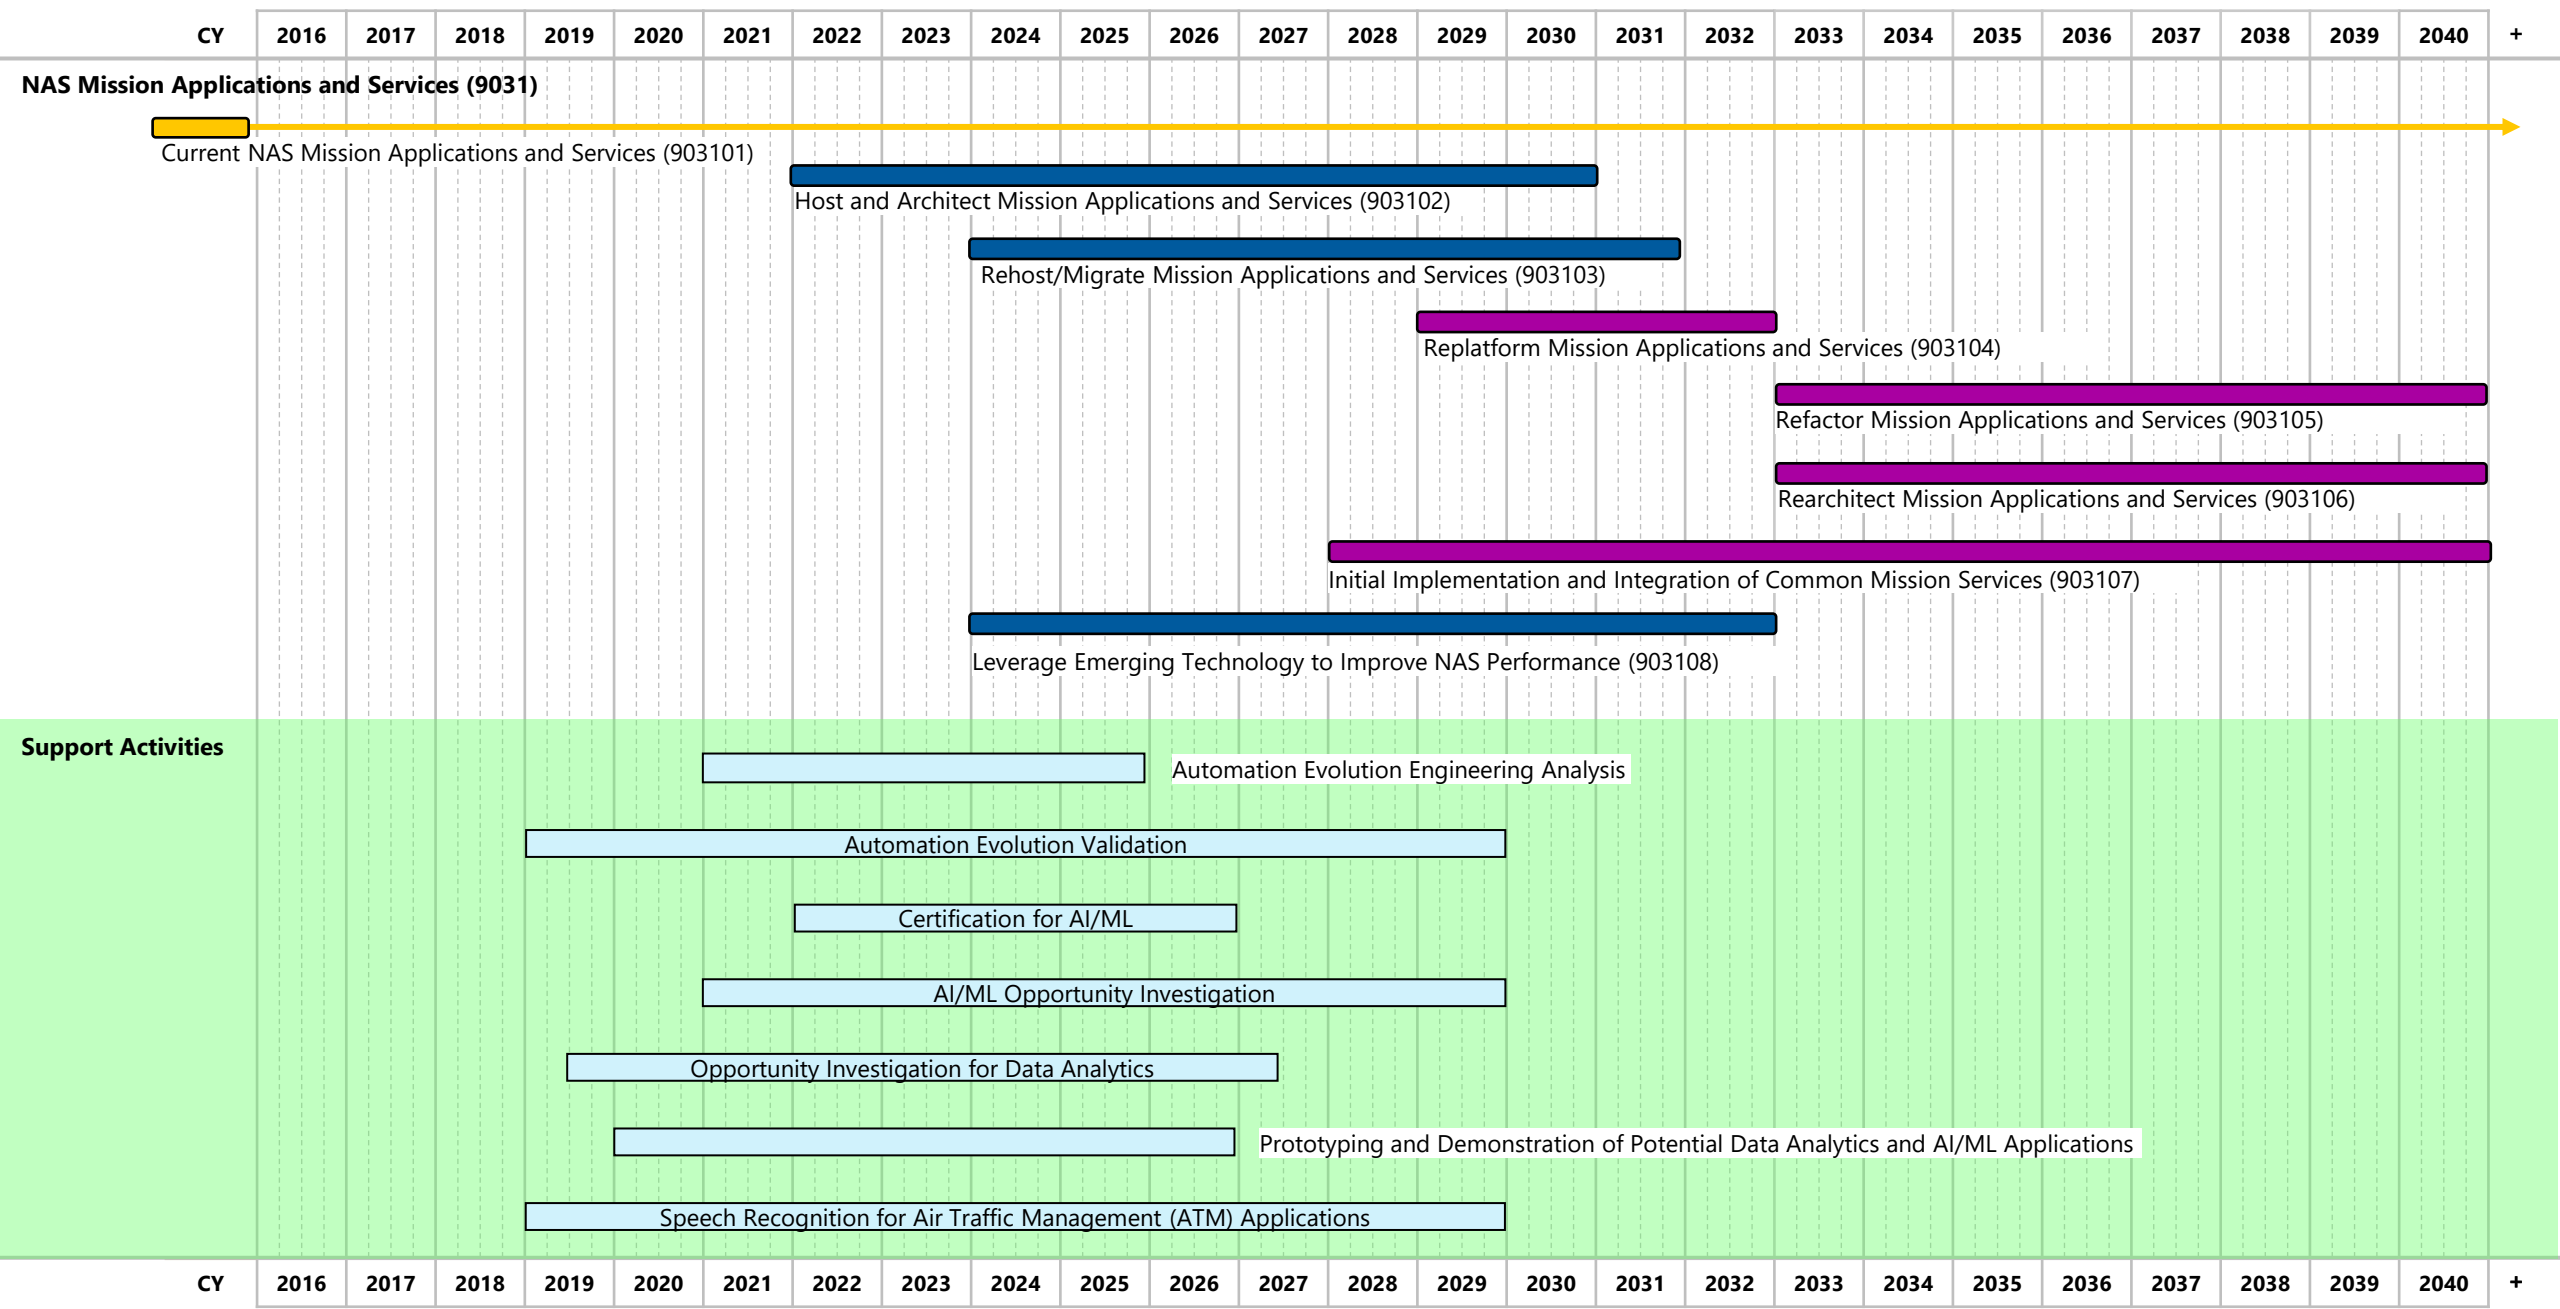 CY 2016 2017 2018 2019 2020 2021 2022 2023 2024 2025 2026 2027 2028 2029 2030 2031 2032 2033 2034 2035 2036 2037 2038 2039 2040 +
NAS Mission Applications and Services (9031)
Current NAS Mission Applications and Services (903101)
Host and Architect Mission Applications and Services (903102)
Rehost/Migrate Mission Applications and Services (903103)
Replatform Mission Applications and Services (903104)
Refactor Mission Applications and Services (903105)
Rearchitect Mission Applications and Services (903106)
Initial Implementation and Integration of Common Mission Services (903107)
Leverage Emerging Technology to Improve NAS Performance (903108)
Support Activities
Automation Evolution Engineering Analysis
Automation Evolution Validation
Certification for AI/ML
AI/ML Opportunity Investigation
Opportunity Investigation for Data Analytics
Prototyping and Demonstration of Potential Data Analytics and AI/ML Applications
Speech Recognition for Air Traffic Management (ATM) Applications
CY 2016 2017 2018 2019 2020 2021 2022 2023 2024 2025 2026 2027 2028 2029 2030 2031 2032 2033 2034 2035 2036 2037 2038 2039 2040 +